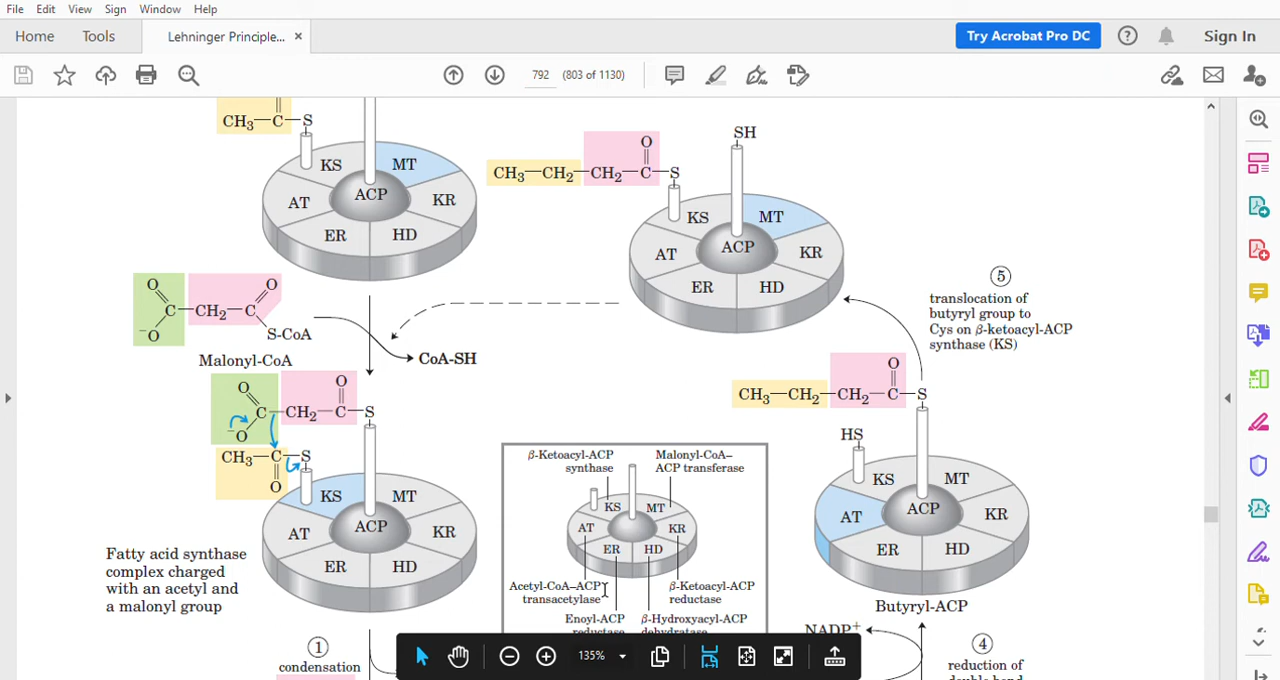 File Edit View Sign Window Help
Home Tools Lehninger Principle... × Try Acrobat Pro DC Sign In
792 (803 of 1130)
CH₃—C—S
KS MT
AT ACP KR
ER HD
O
CH₃—CH₂—CH₂—C—S
SH
KS MT
AT ACP KR
ER HD
O O
C—CH₂—C
⁻O S-CoA
Malonyl-CoA
CoA-SH
⑤
translocation of
butyryl group to
Cys on β-ketoacyl-ACP
synthase (KS)
O O
C—CH₂—C—S
⁻O
CH₃—C—S
O
KS MT
AT ACP KR
ER HD
Fatty acid synthase
complex charged
with an acetyl and
a malonyl group
①
condensation
β-Ketoacyl-ACP
synthase
Malonyl-CoA–
ACP transferase
KS MT
AT KR
ER HD
Acetyl-CoA–ACP
transacetylase
β-Ketoacyl-ACP
reductase
Enoyl-ACP
reductase
β-Hydroxyacyl-ACP
dehydratase
O
CH₃—CH₂—CH₂—C—S
HS
KS MT
AT ACP KR
ER HD
Butyryl-ACP
NADP⁺
④
reduction of
double bond
135%